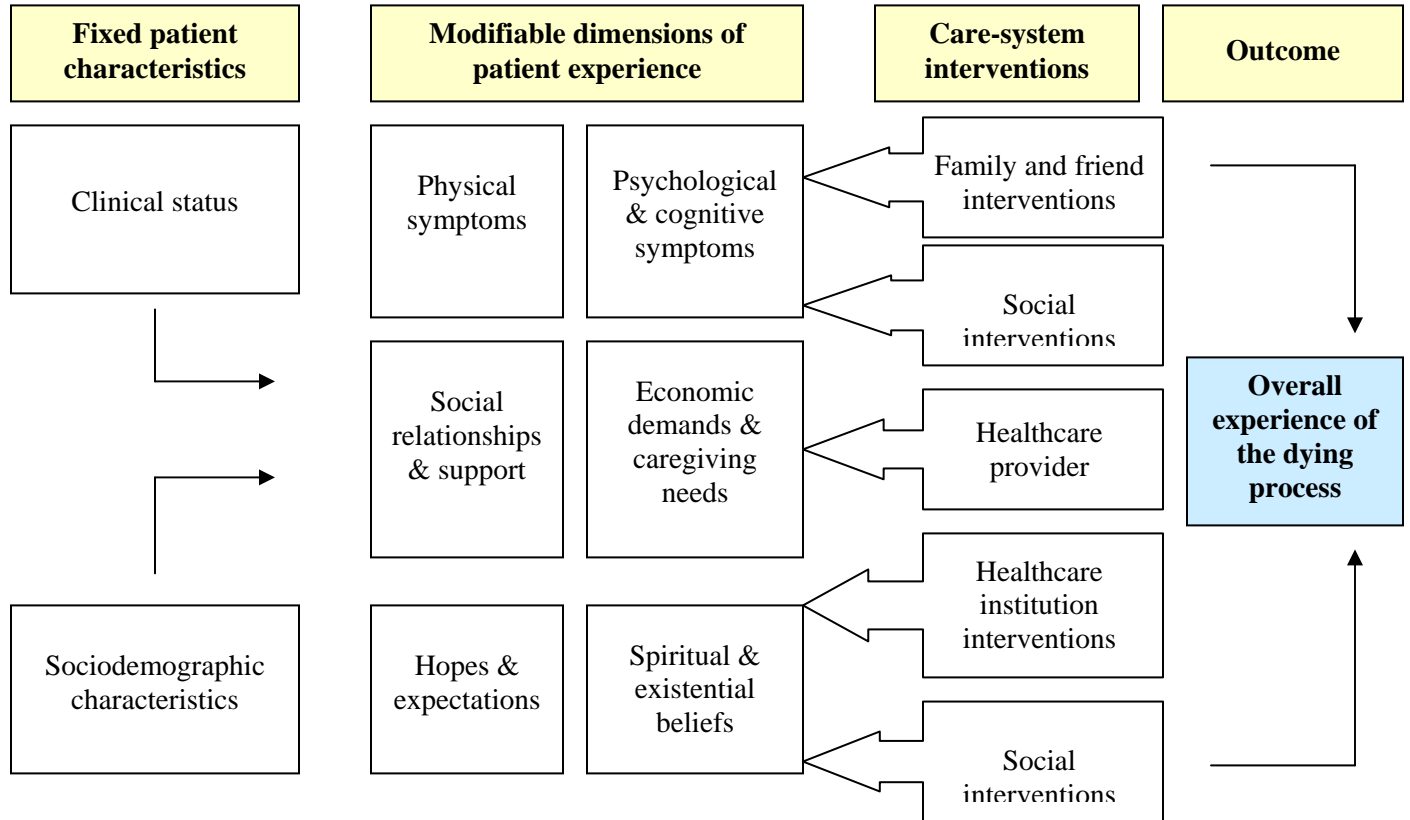 Fixed patient
characteristics
Modifiable dimensions of
patient experience
Care-system
interventions
Outcome
Clinical status
Physical
symptoms
Psychological
& cognitive
symptoms
Family and friend
interventions
Social
interventions
Social
relationships
& support
Economic
demands &
caregiving
needs
Healthcare
provider
Overall
experience of
the dying
process
Healthcare
institution
interventions
Sociodemographic
characteristics
Hopes &
expectations
Spiritual &
existential
beliefs
Social
interventions